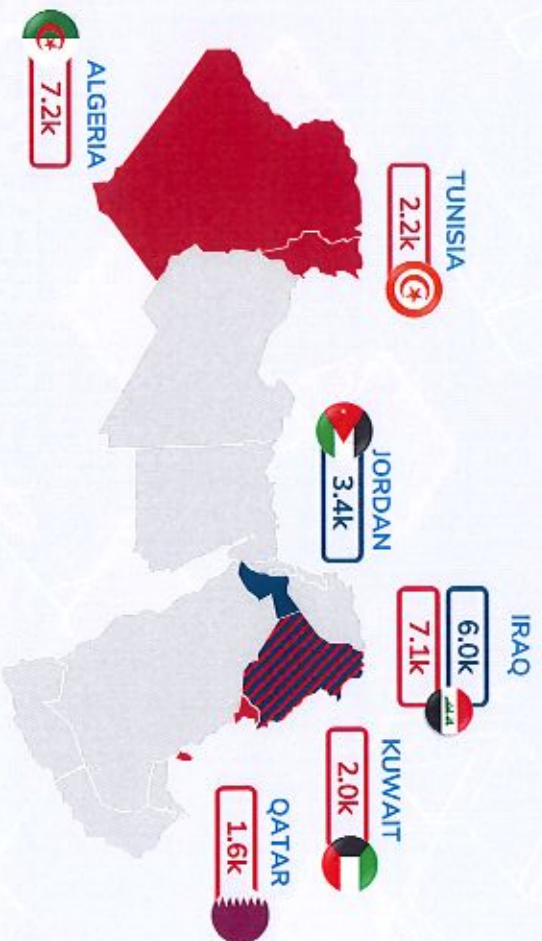 TUNISIA
2.2k
ALGERIA
7.2k
JORDAN
3.4k
IRAQ
6.0k
7.1k
KUWAIT
2.0k
QATAR
1.6k